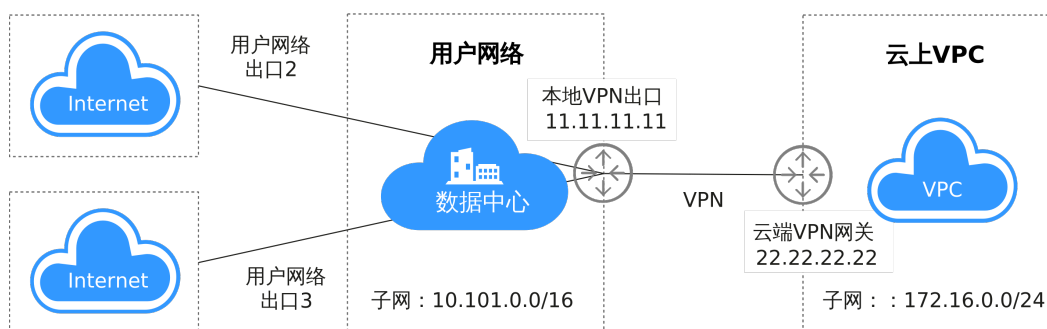 用户网络
出口2
Internet
用户网络
本地VPN出口
11.11.11.11
云上VPC
数据中心
VPN
VPC
云端VPN网关
22.22.22.22
Internet
用户网络
出口3
子网：10.101.0.0/16
子网：：172.16.0.0/24